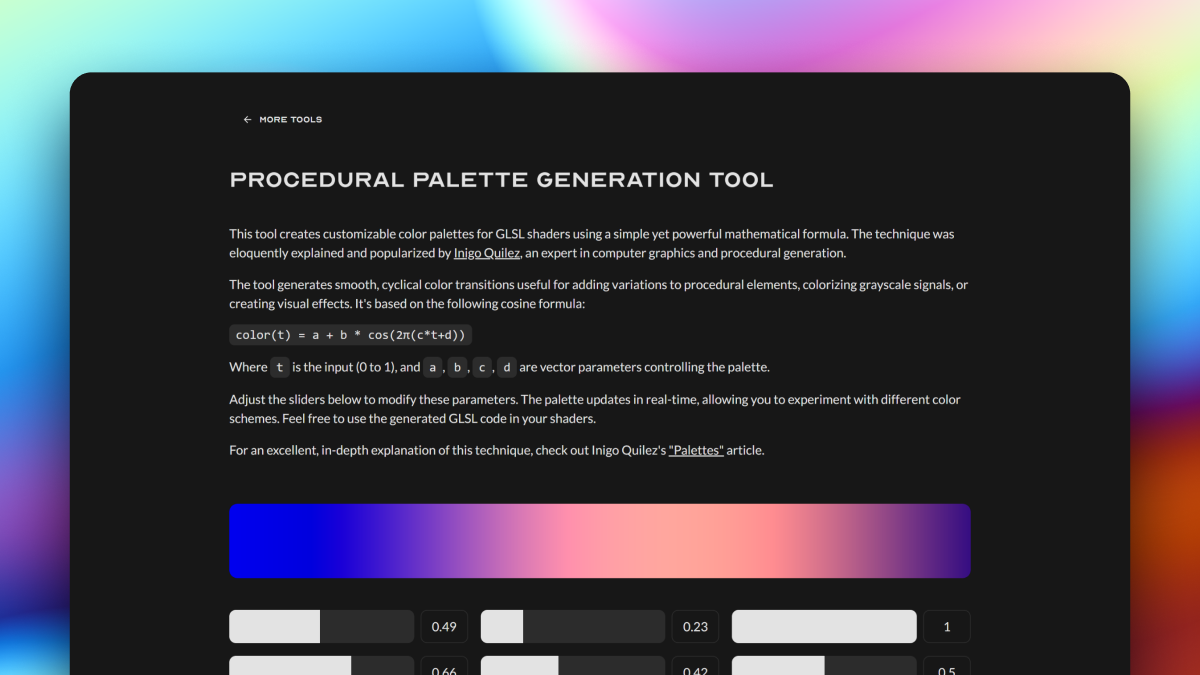 ← MORE TOOLS
PROCEDURAL PALETTE GENERATION TOOL
This tool creates customizable color palettes for GLSL shaders using a simple yet powerful mathematical formula. The technique was
eloquently explained and popularized by Inigo Quilez, an expert in computer graphics and procedural generation.
The tool generates smooth, cyclical color transitions useful for adding variations to procedural elements, colorizing grayscale signals, or
creating visual effects. It's based on the following cosine formula:
color(t) = a + b * cos(2π(c*t+d))
Where t is the input (0 to 1), and a, b, c, d are vector parameters controlling the palette.
Adjust the sliders below to modify these parameters. The palette updates in real-time, allowing you to experiment with different color
schemes. Feel free to use the generated GLSL code in your shaders.
For an excellent, in-depth explanation of this technique, check out Inigo Quilez's "Palettes" article.
0.49 0.23 1
0.66 0.42 0.5